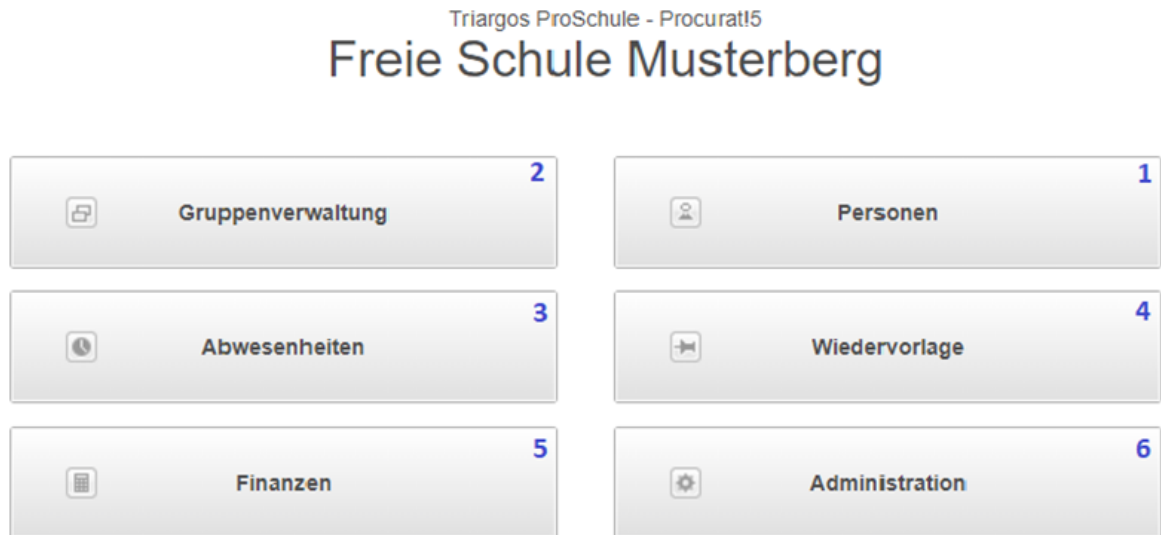 Triargos ProSchule - Procurat!5
Freie Schule Musterberg
2
Gruppenverwaltung
1
Personen
3
Abwesenheiten
4
Wiedervorlage
5
Finanzen
6
Administration